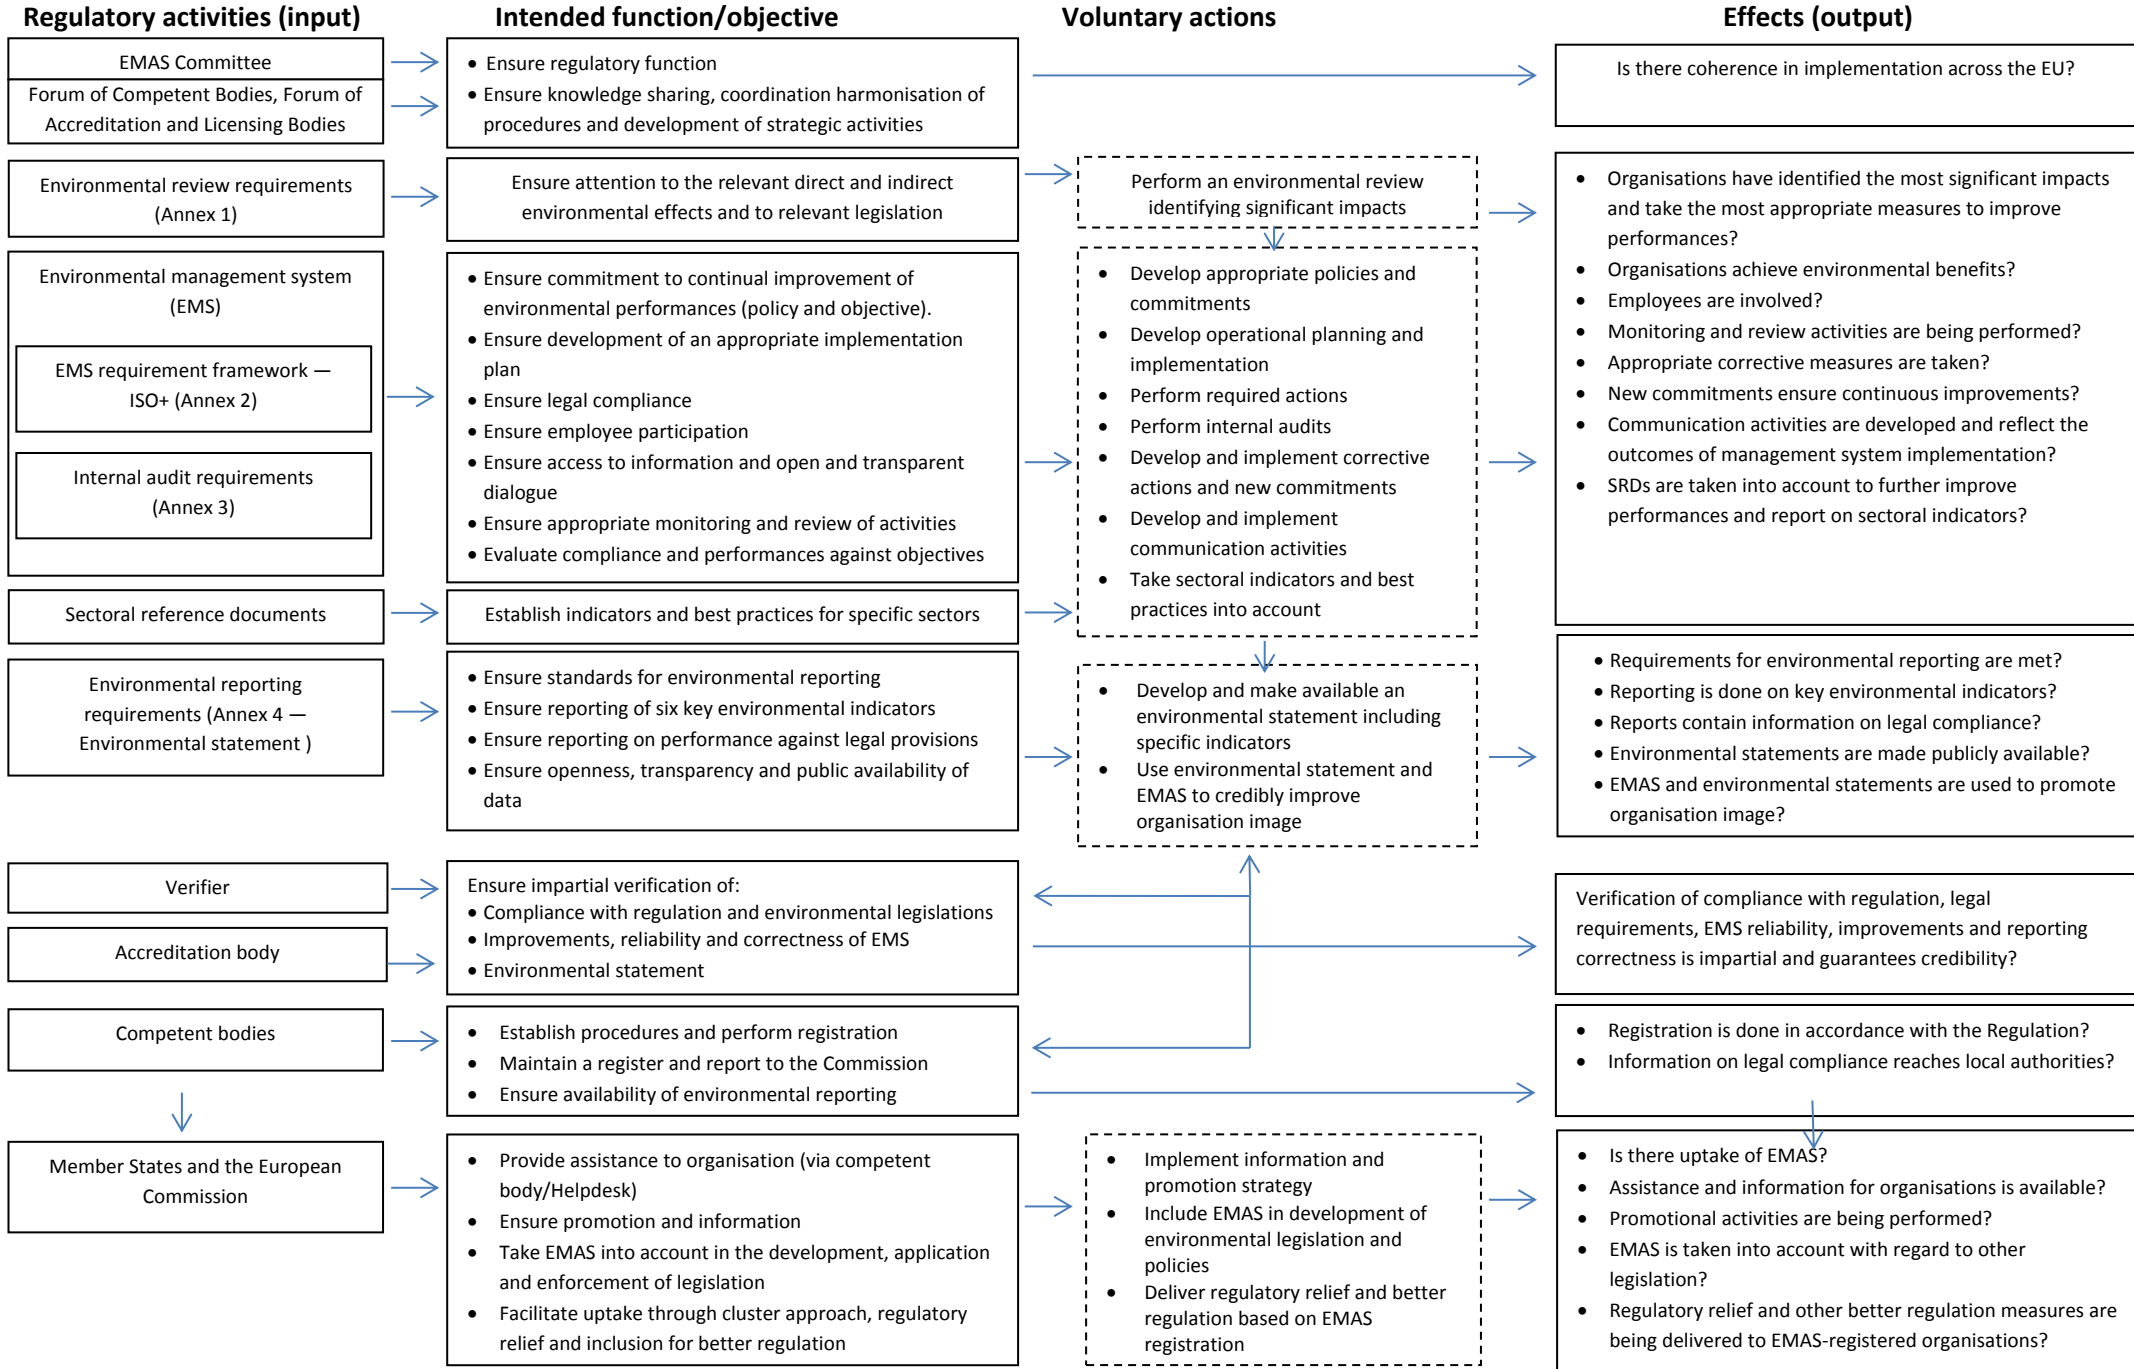 Regulatory activities (input)
Intended function/objective
Voluntary actions
Effects (output)
EMAS Committee
Forum of Competent Bodies, Forum of
Accreditation and Licensing Bodies
• Ensure regulatory function
• Ensure knowledge sharing, coordination harmonisation of
procedures and development of strategic activities
Is there coherence in implementation across the EU?
Environmental review requirements
(Annex 1)
Ensure attention to the relevant direct and indirect
environmental effects and to relevant legislation
Perform an environmental review
identifying significant impacts
• Organisations have identified the most significant impacts
and take the most appropriate measures to improve
performances?
• Organisations achieve environmental benefits?
• Employees are involved?
• Monitoring and review activities are being performed?
• Appropriate corrective measures are taken?
• New commitments ensure continuous improvements?
• Communication activities are developed and reflect the
outcomes of management system implementation?
• SRDs are taken into account to further improve
performances and report on sectoral indicators?
Environmental management system
(EMS)
EMS requirement framework —
ISO+ (Annex 2)
Internal audit requirements
(Annex 3)
• Ensure commitment to continual improvement of
environmental performances (policy and objective).
• Ensure development of an appropriate implementation
plan
• Ensure legal compliance
• Ensure employee participation
• Ensure access to information and open and transparent
dialogue
• Ensure appropriate monitoring and review of activities
• Evaluate compliance and performances against objectives
• Develop appropriate policies and
commitments
• Develop operational planning and
implementation
• Perform required actions
• Perform internal audits
• Develop and implement corrective
actions and new commitments
• Develop and implement
communication activities
• Take sectoral indicators and best
practices into account
Sectoral reference documents
Establish indicators and best practices for specific sectors
Environmental reporting
requirements (Annex 4 —
Environmental statement )
• Ensure standards for environmental reporting
• Ensure reporting of six key environmental indicators
• Ensure reporting on performance against legal provisions
• Ensure openness, transparency and public availability of
data
• Develop and make available an
environmental statement including
specific indicators
• Use environmental statement and
EMAS to credibly improve
organisation image
• Requirements for environmental reporting are met?
• Reporting is done on key environmental indicators?
• Reports contain information on legal compliance?
• Environmental statements are made publicly available?
• EMAS and environmental statements are used to promote
organisation image?
Verifier
Accreditation body
Ensure impartial verification of:
• Compliance with regulation and environmental legislations
• Improvements, reliability and correctness of EMS
• Environmental statement
Verification of compliance with regulation, legal
requirements, EMS reliability, improvements and reporting
correctness is impartial and guarantees credibility?
Competent bodies
• Establish procedures and perform registration
• Maintain a register and report to the Commission
• Ensure availability of environmental reporting
• Registration is done in accordance with the Regulation?
• Information on legal compliance reaches local authorities?
Member States and the European
Commission
• Provide assistance to organisation (via competent
body/Helpdesk)
• Ensure promotion and information
• Take EMAS into account in the development, application
and enforcement of legislation
• Facilitate uptake through cluster approach, regulatory
relief and inclusion for better regulation
• Implement information and
promotion strategy
• Include EMAS in development of
environmental legislation and
policies
• Deliver regulatory relief and better
regulation based on EMAS
registration
• Is there uptake of EMAS?
• Assistance and information for organisations is available?
• Promotional activities are being performed?
• EMAS is taken into account with regard to other
legislation?
• Regulatory relief and other better regulation measures are
being delivered to EMAS-registered organisations?